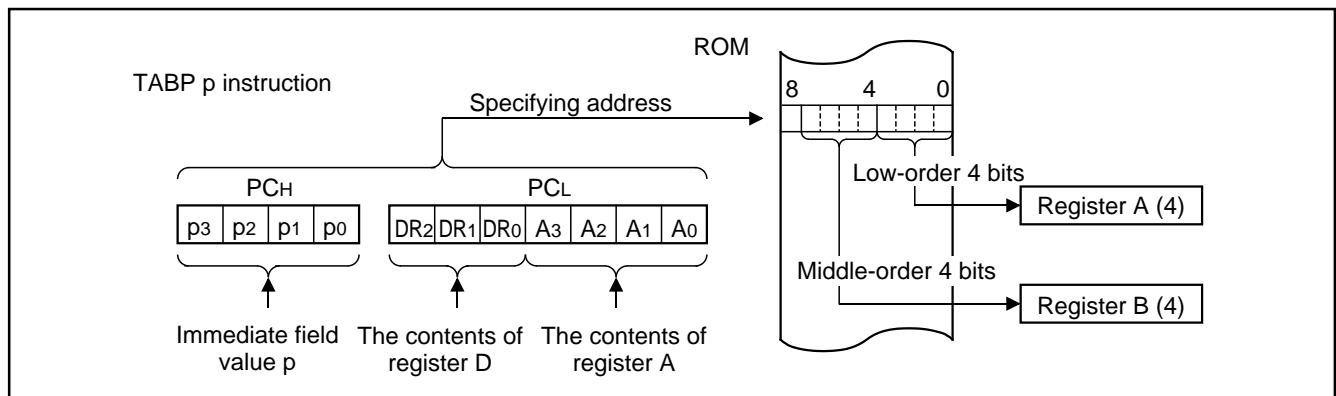 ROM
TABP p instruction
8 4 0
Specifying address
Low-order 4 bits
PCH PCL
Register A (4)
p3 p2 p1 p0 DR2 DR1 DR0 A3 A2 A1 A0
Middle-order 4 bits
Register B (4)
Immediate field
value p
The contents of
register D
The contents of
register A